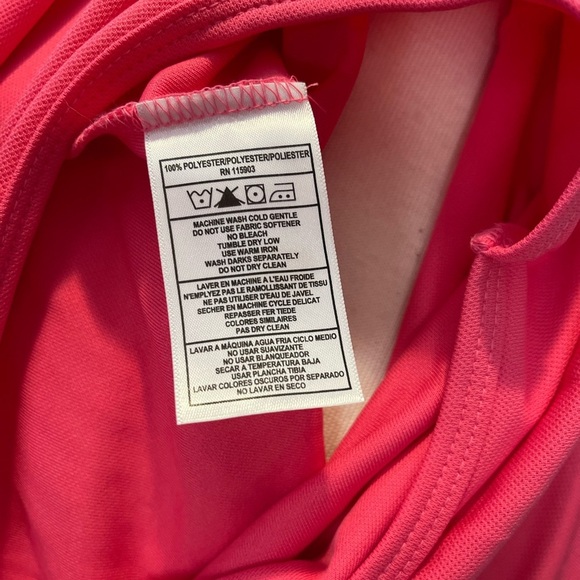 100% POLYESTER/POLYESTER/POLIESTER
RN 115903
MACHINE WASH COLD GENTLE
DO NOT USE FABRIC SOFTENER
NO BLEACH
TUMBLE DRY LOW
USE WARM IRON
WASH DARKS SEPARATELY
DO NOT DRY CLEAN
LAVER EN MACHINE A L'EAU FROIDE
N'EMPLYEZ PAS LE RAMOLLISSANT DE TISSU
NE PAS UTILISER D'EAU DE JAVEL
SECHER EN MACHINE CYCLE DELICAT
REPASSER FER TIEDE
COLORES SIMILAIRES
PAS DRY CLEAN
LAVAR A MÁQUINA AGUA FRIA CICLO MEDIO
NO USAR SUAVIZANTE
NO USAR BLANQUEADOR
SECAR A TEMPERATURA BAJA
USAR PLANCHA TIBIA
LAVAR COLORES OSCUROS POR SEPARADO
NO LAVAR EN SECO